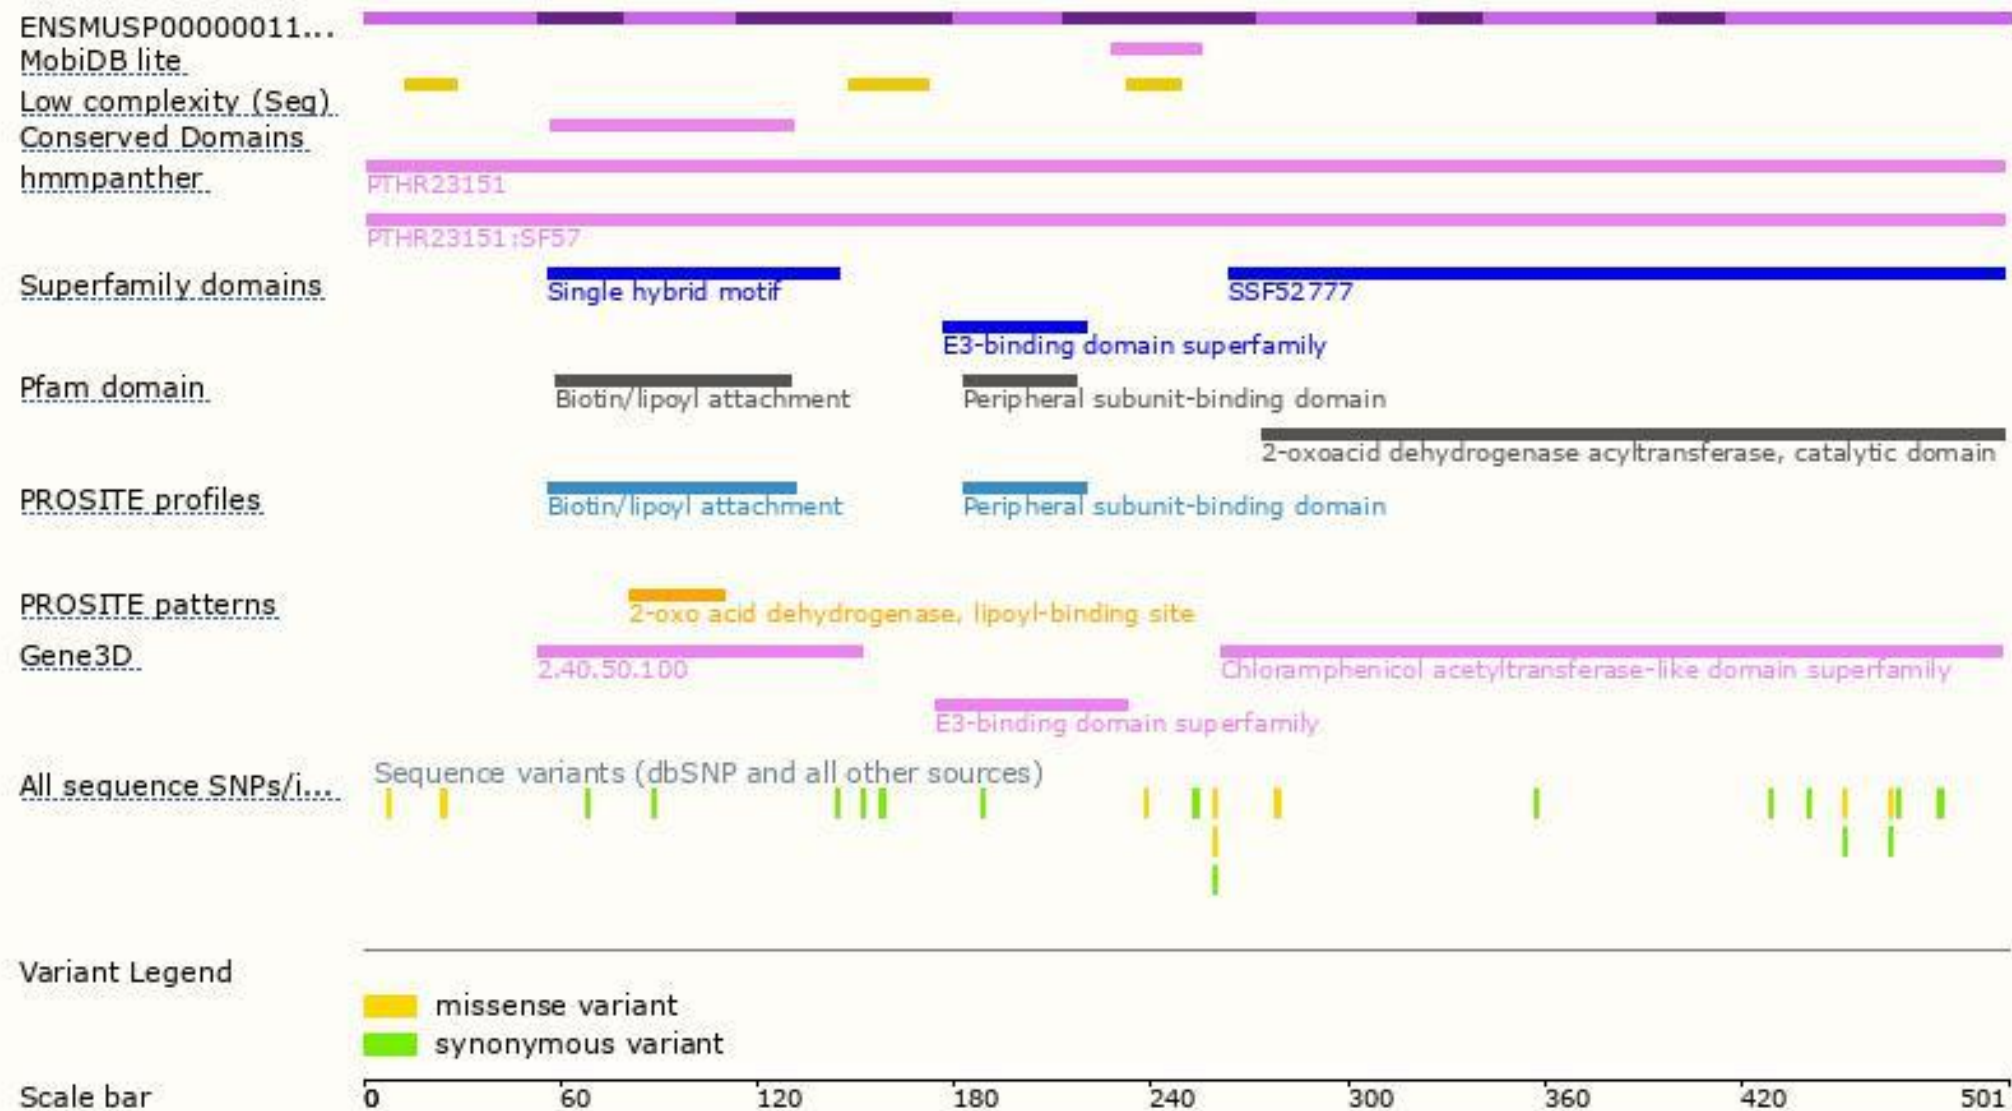 ENSMUSP00000011...
MobiDB lite
Low complexity (Seg)
Conserved Domains
hmmpanther
PTHR23151
PTHR23151:SF57
Superfamily domains
Single hybrid motif
SSF52777
E3-binding domain superfamily
Pfam domain
Biotin/lipoyl attachment
Peripheral subunit-binding domain
2-oxoacid dehydrogenase acyltransferase, catalytic domain
PROSITE profiles
Biotin/lipoyl attachment
Peripheral subunit-binding domain
PROSITE patterns
2-oxo acid dehydrogenase, lipoyl-binding site
Gene3D
2.40.50.100
Chloramphenicol acetyltransferase-like domain superfamily
E3-binding domain superfamily
All sequence SNPs/i...
Sequence variants (dbSNP and all other sources)
Variant Legend
missense variant
synonymous variant
Scale bar
0 60 120 180 240 300 360 420 501